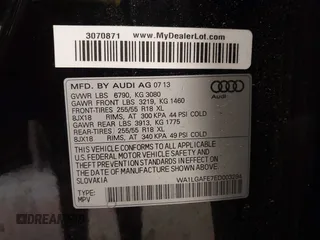 3070871
www.
MyDealerLot.com
MFD. BY AUDI AG 07 13
Audi
GVWR LBS 6790, KG 3080
GAWR FRONT LBS 3219, KG 1460
FRONT-TIRES: 255/55 R18 XL
8JX18 RIMS, AT 300 KPA 44 PSI COLD
GAWR REAR LBS 3913, KG 1775
REAR-TIRES: 255/55 R18 XL
8JX18 RIMS, AT 340 KPA 49 PSI COLD
THIS VEHICLE CONFORMS TO ALL APPLICABLE
U.S. FEDERAL MOTOR VEHICLE SAFETY AND
THEFT PREVENTION STANDARDS IN EFFECT ON
THE DATE OF MANUFACTURE SHOWN ABOVE
SLOVAKIA
TYPE:
MPV